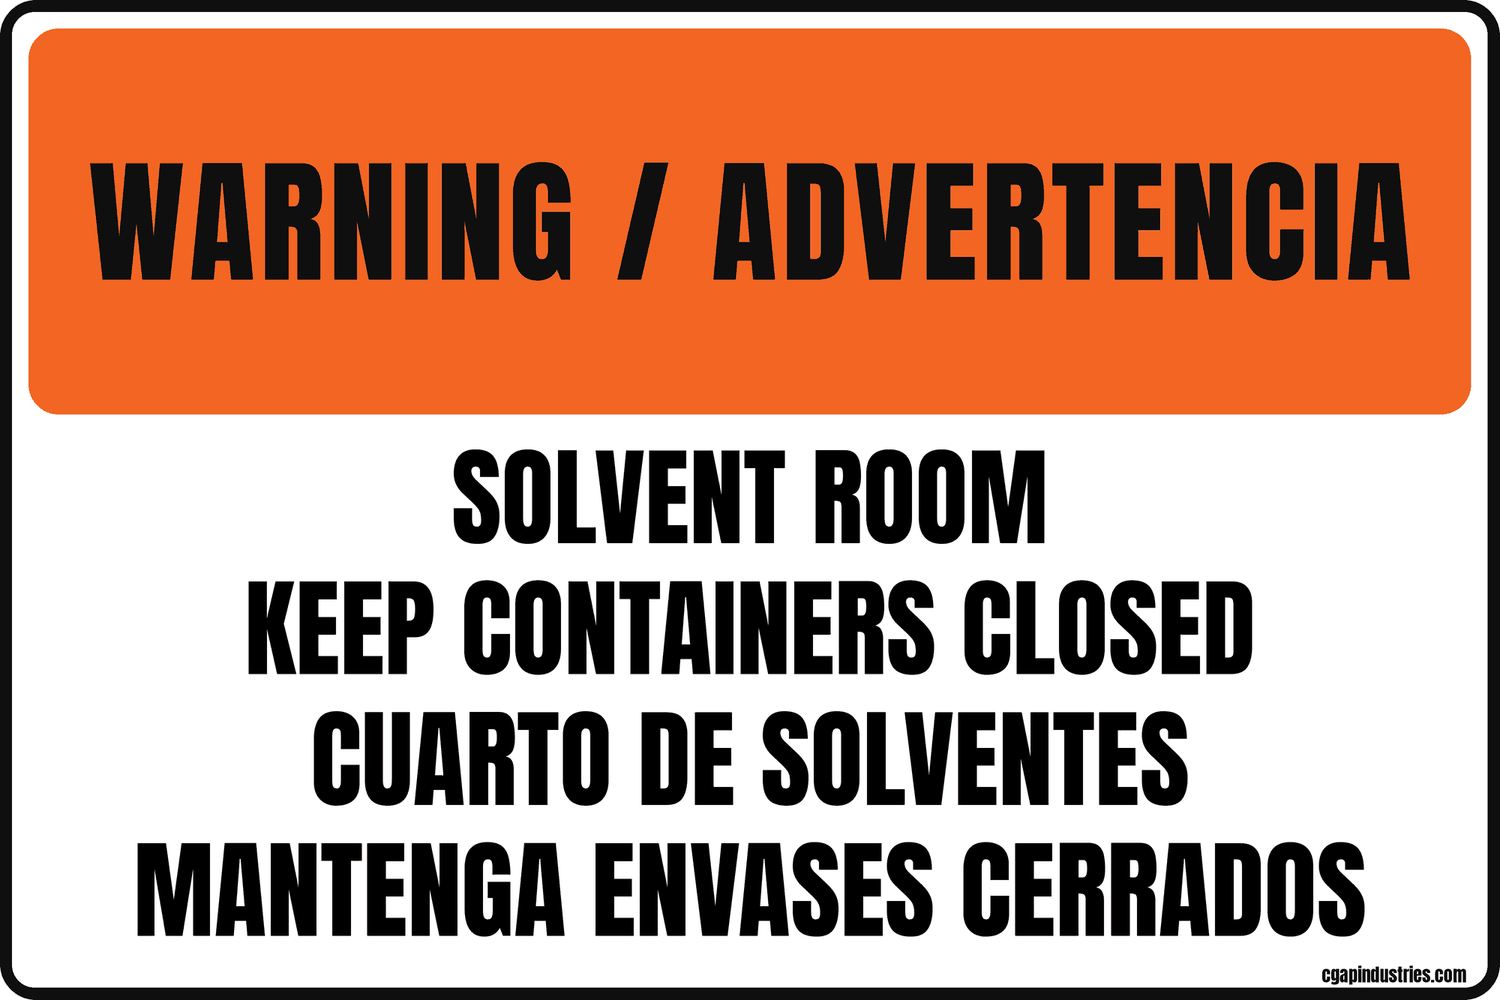 WARNING / ADVERTENCIA
SOLVENT ROOM
KEEP CONTAINERS CLOSED
CUARTO DE SOLVENTES
MANTENGA ENVASES CERRADOS
cgapindustries.com